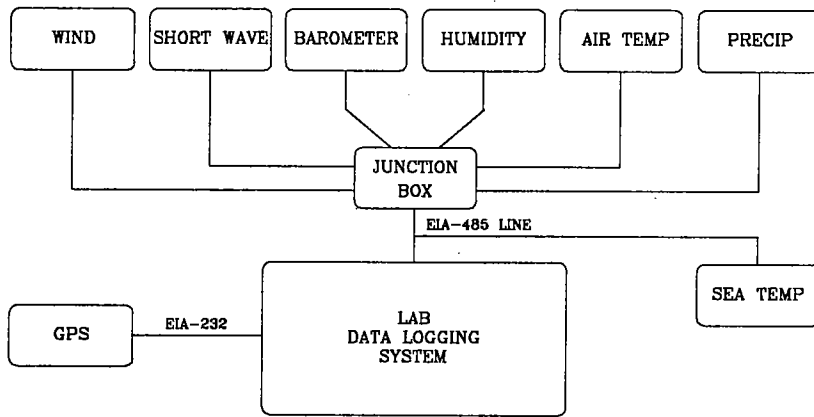 WIND
SHORT WAVE
BAROMETER
HUMIDITY
AIR TEMP
PRECIP
JUNCTION
BOX
EIA-485 LINE
SEA TEMP
GPS
EIA-232
LAB
DATA LOGGING
SYSTEM